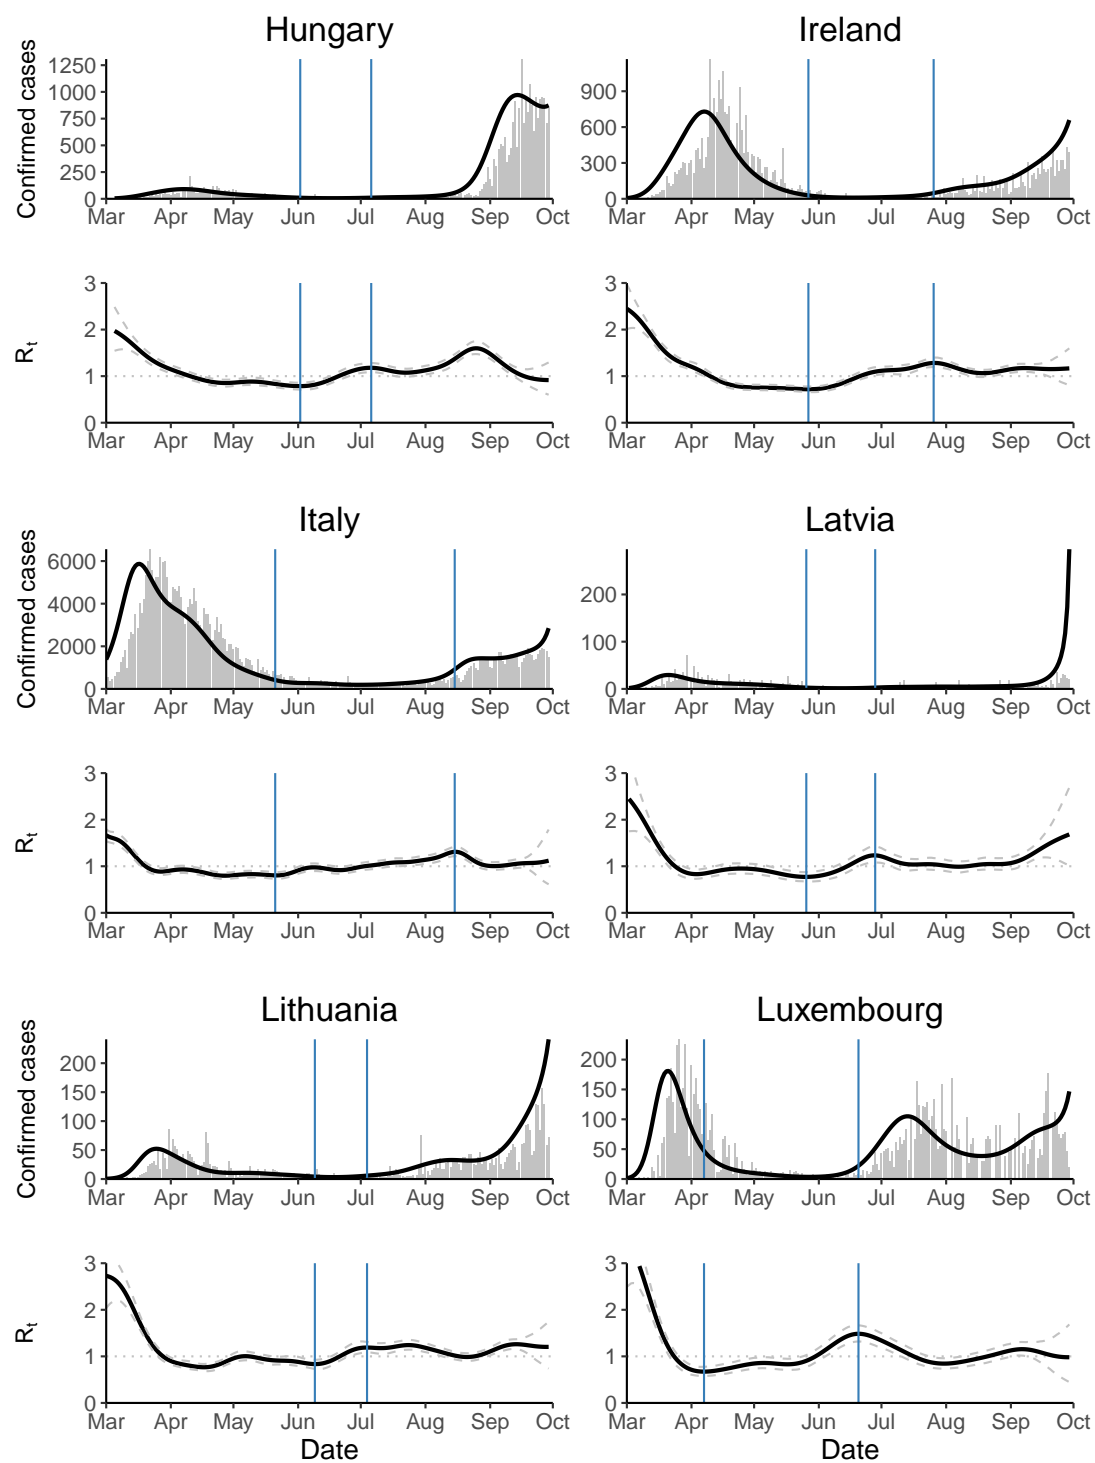 Hungary
Confirmed cases
1250
1000
750
500
250
0
Mar Apr May Jun Jul Aug Sep Oct
R_t
3
2
1
0
Mar Apr May Jun Jul Aug Sep Oct
Ireland
900
600
300
0
Mar Apr May Jun Jul Aug Sep Oct
3
2
1
0
Mar Apr May Jun Jul Aug Sep Oct
Italy
Confirmed cases
6000
4000
2000
0
Mar Apr May Jun Jul Aug Sep Oct
R_t
3
2
1
0
Mar Apr May Jun Jul Aug Sep Oct
Latvia
200
100
0
Mar Apr May Jun Jul Aug Sep Oct
3
2
1
0
Mar Apr May Jun Jul Aug Sep Oct
Lithuania
Confirmed cases
200
150
100
50
0
Mar Apr May Jun Jul Aug Sep Oct
R_t
3
2
1
0
Mar Apr May Jun Jul Aug Sep Oct
Date
Luxembourg
200
150
100
50
0
Mar Apr May Jun Jul Aug Sep Oct
3
2
1
0
Mar Apr May Jun Jul Aug Sep Oct
Date